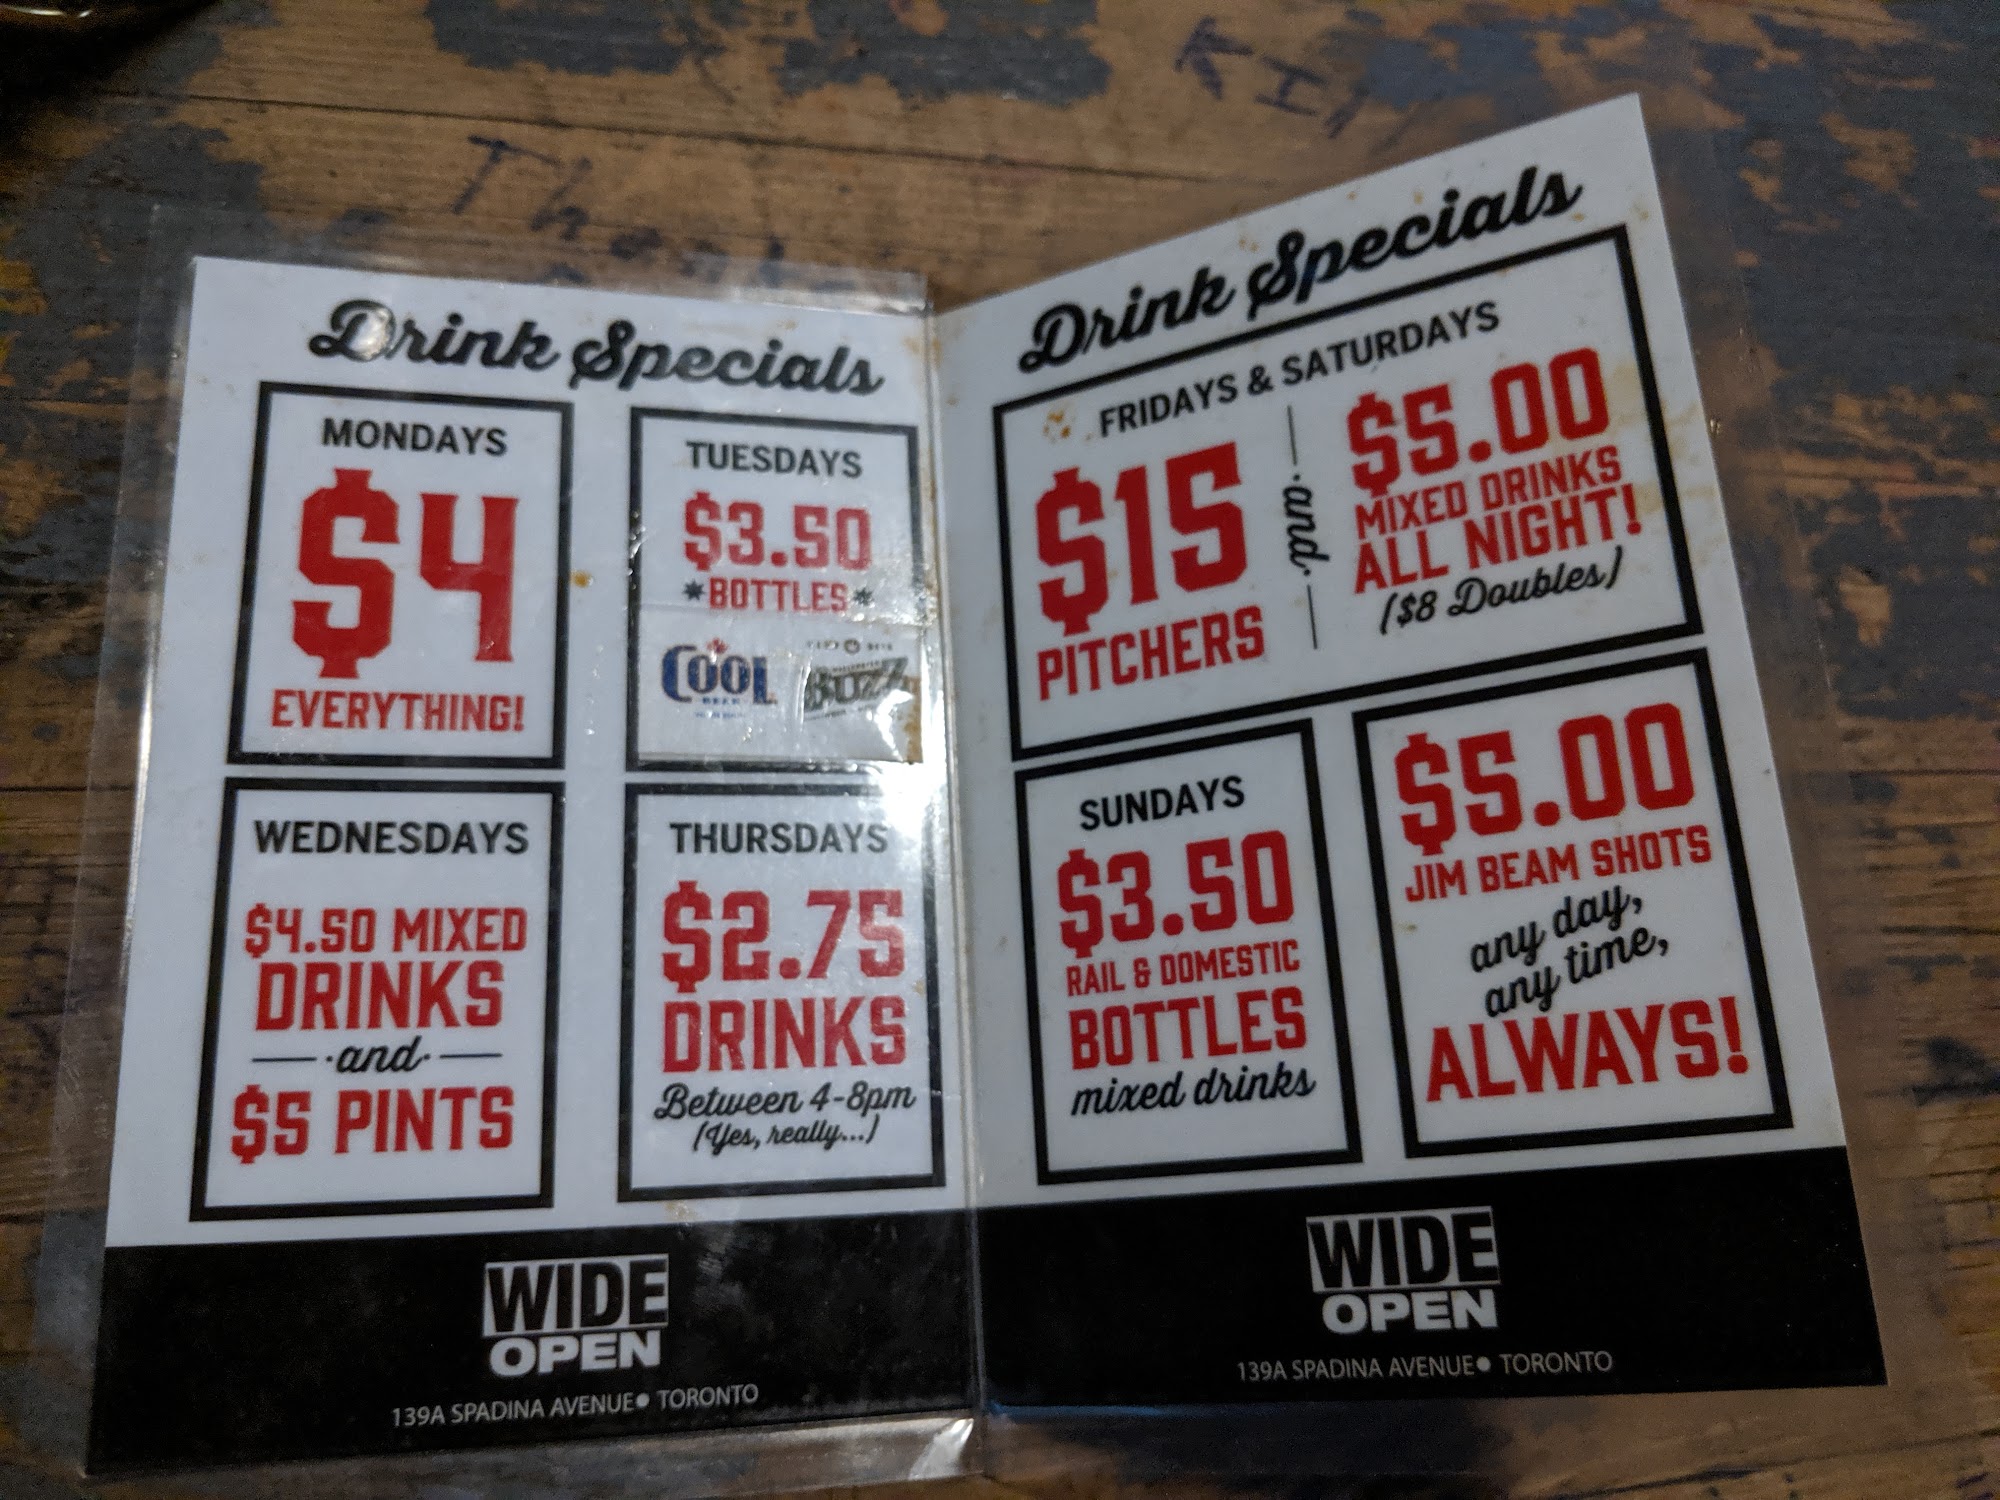 Drink Specials
MONDAYS
$4
EVERYTHING!
TUESDAYS
$3.50
*BOTTLES*
COOL
BEER
BUZZ
WEDNESDAYS
$4.50 MIXED
DRINKS
·and·
$5 PINTS
THURSDAYS
$2.75
DRINKS
Between 4-8pm
(Yes, really...)
WIDE
OPEN
139A SPADINA AVENUE● TORONTO
Drink Specials
FRIDAYS & SATURDAYS
$15
PITCHERS
·and·
$5.00
MIXED DRINKS
ALL NIGHT!
($8 Doubles)
SUNDAYS
$3.50
RAIL & DOMESTIC
BOTTLES
mixed drinks
$5.00
JIM BEAM SHOTS
any day,
any time,
ALWAYS!
WIDE
OPEN
139A SPADINA AVENUE● TORONTO